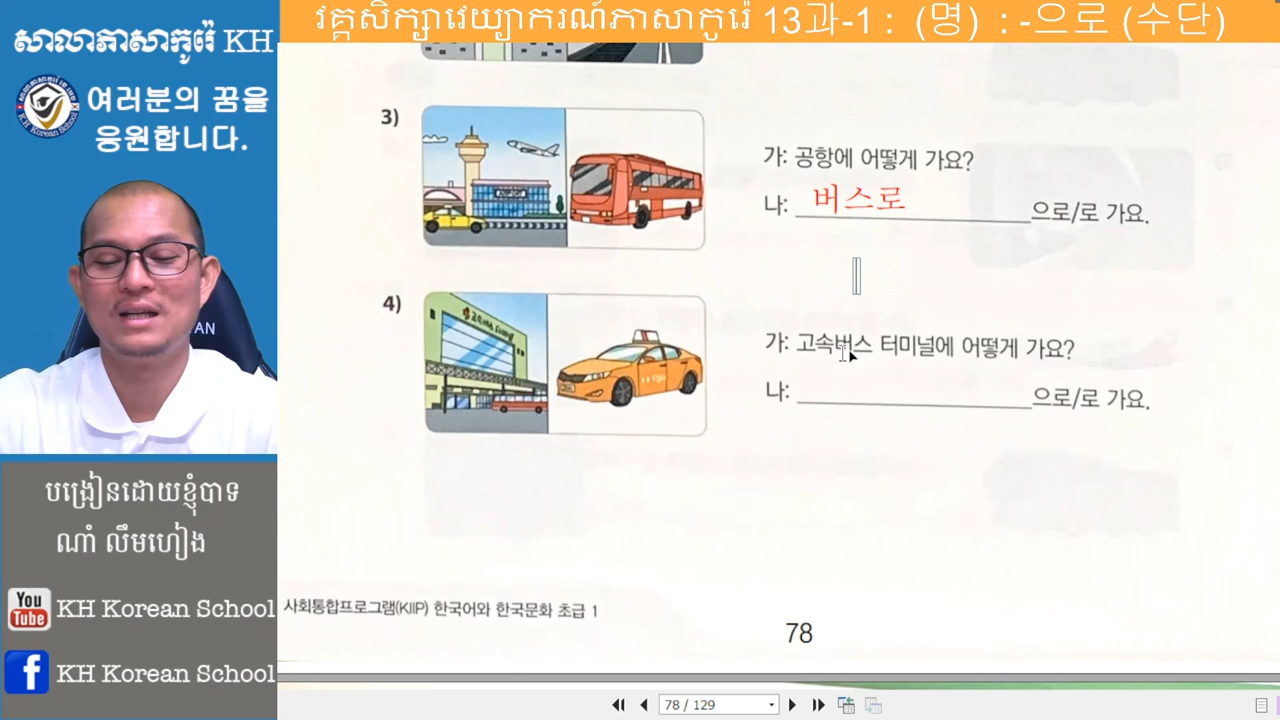 សាលាភាសាកូរ៉េ KH
វគ្គសិក្សាវេយ្យាករណ៍ភាសាកូរ៉េ 13과-1 : (명) : -으로 (수단)
여러분의 꿈을
응원합니다.
3)
AIRPORT
가: 공항에 어떻게 가요?
나: 버스로 으로/로 가요.
4)
가: 고속버스 터미널에 어떻게 가요?
나: 으로/로 가요.
បង្រៀនដោយខ្ញុំបាទ
ណាំ លឹមហៀង
You Tube KH Korean School
f KH Korean School
사회통합프로그램(KIIP) 한국어와 한국문화 초급 1
78
78 / 129